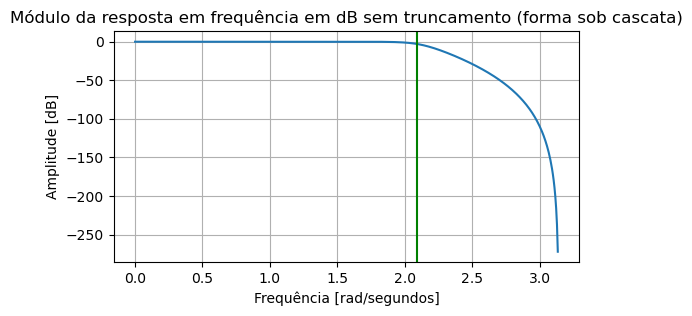 Módulo da resposta em frequência em dB sem truncamento (forma sob cascata)
0
−50
−100
−150
−200
−250
Amplitude [dB]
0.0 0.5 1.0 1.5 2.0 2.5 3.0
Frequência [rad/segundos]